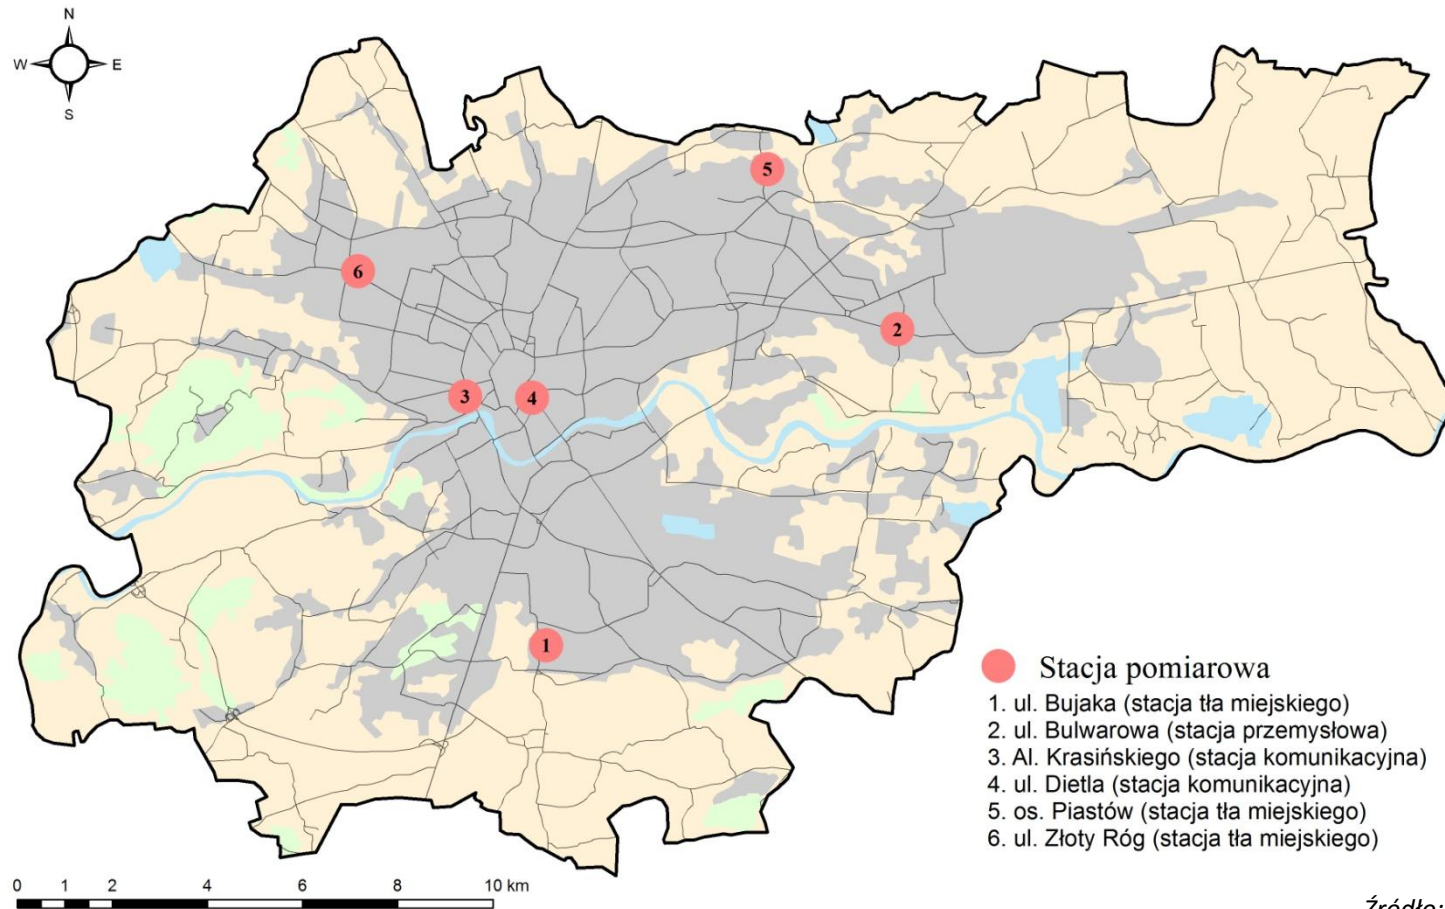 N
W E
S
5
6
2
3 4
1
Stacja pomiarowa
1. ul. Bujaka (stacja tła miejskiego)
2. ul. Bulwarowa (stacja przemysłowa)
3. Al. Krasińskiego (stacja komunikacyjna)
4. ul. Dietla (stacja komunikacyjna)
5. os. Piastów (stacja tła miejskiego)
6. ul. Złoty Róg (stacja tła miejskiego)
0 1 2 4 6 8 10 km
Źródło: